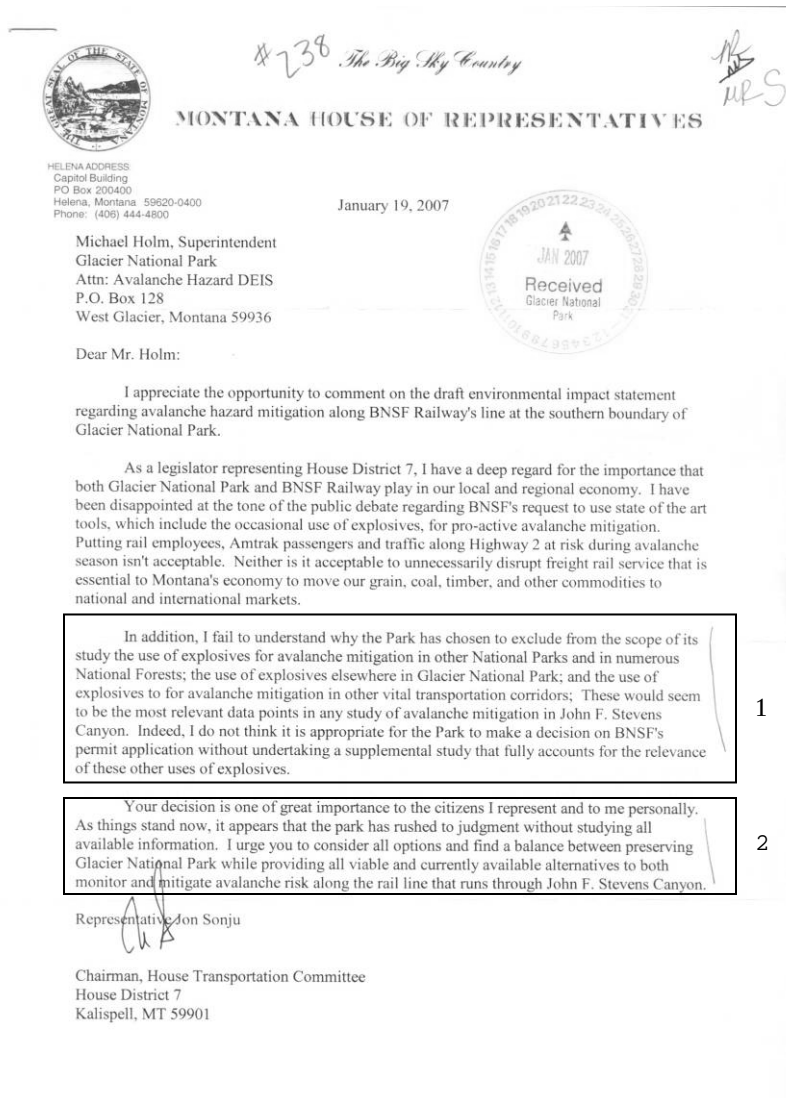 #238 The Big Sky Country
MRS
MONTANA HOUSE OF REPRESENTATIVES
THE GREAT SEAL OF THE STATE OF MONTANA
HELENA ADDRESS
Capitol Building
PO Box 200400
Helena, Montana 59620-0400
Phone: (406) 444-4800
January 19, 2007
JAN 2007
Received
Glacier National
Park
Michael Holm, Superintendent
Glacier National Park
Attn: Avalanche Hazard DEIS
P.O. Box 128
West Glacier, Montana 59936
Dear Mr. Holm:
I appreciate the opportunity to comment on the draft environmental impact statement
regarding avalanche hazard mitigation along BNSF Railway's line at the southern boundary of
Glacier National Park.
As a legislator representing House District 7, I have a deep regard for the importance that
both Glacier National Park and BNSF Railway play in our local and regional economy. I have
been disappointed at the tone of the public debate regarding BNSF's request to use state of the art
tools, which include the occasional use of explosives, for pro-active avalanche mitigation.
Putting rail employees, Amtrak passengers and traffic along Highway 2 at risk during avalanche
season isn't acceptable. Neither is it acceptable to unnecessarily disrupt freight rail service that is
essential to Montana's economy to move our grain, coal, timber, and other commodities to
national and international markets.
In addition, I fail to understand why the Park has chosen to exclude from the scope of its
study the use of explosives for avalanche mitigation in other National Parks and in numerous
National Forests; the use of explosives elsewhere in Glacier National Park; and the use of
explosives to for avalanche mitigation in other vital transportation corridors; These would seem
to be the most relevant data points in any study of avalanche mitigation in John F. Stevens
Canyon. Indeed, I do not think it is appropriate for the Park to make a decision on BNSF's
permit application without undertaking a supplemental study that fully accounts for the relevance
of these other uses of explosives.
1
Your decision is one of great importance to the citizens I represent and to me personally.
As things stand now, it appears that the park has rushed to judgment without studying all
available information. I urge you to consider all options and find a balance between preserving
Glacier National Park while providing all viable and currently available alternatives to both
monitor and mitigate avalanche risk along the rail line that runs through John F. Stevens Canyon.
2
Representative Jon Sonju
Chairman, House Transportation Committee
House District 7
Kalispell, MT 59901